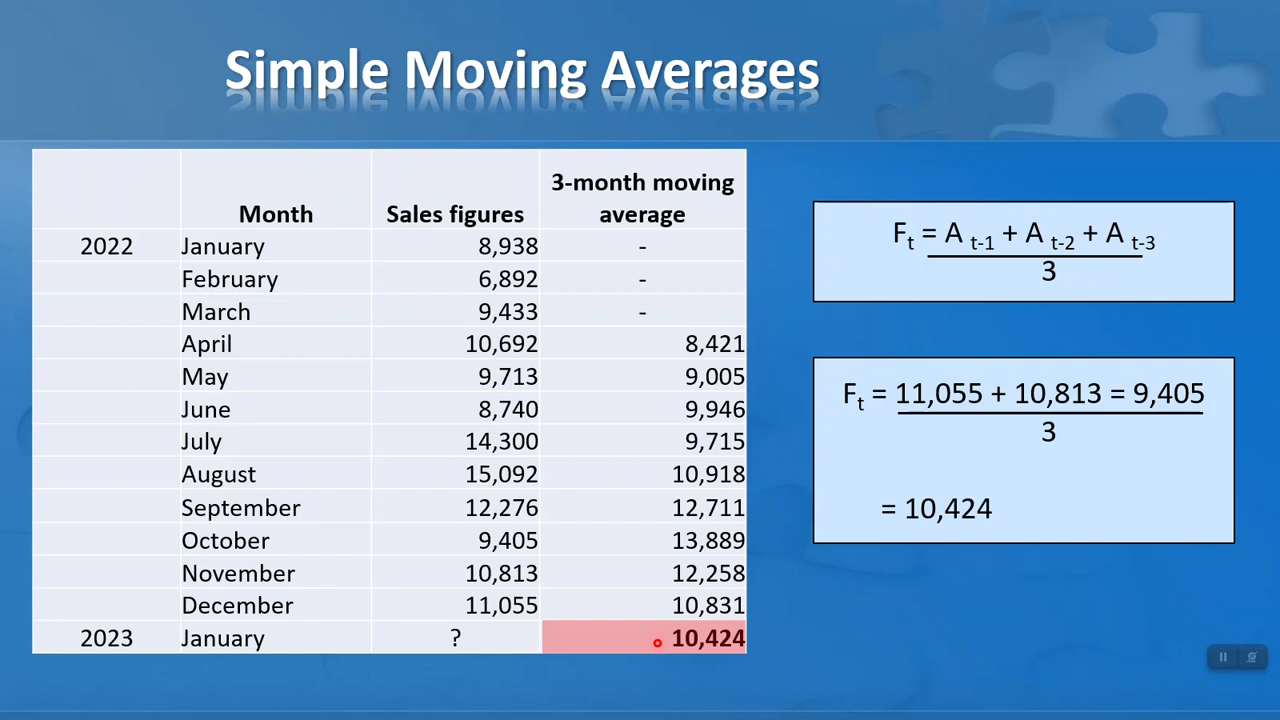 Simple Moving Averages
Month Sales figures 3-month moving average
2022 January 8,938 -
February 6,892 -
March 9,433 -
April 10,692 8,421
May 9,713 9,005
June 8,740 9,946
July 14,300 9,715
August 15,092 10,918
September 12,276 12,711
October 9,405 13,889
November 10,813 12,258
December 11,055 10,831
2023 January ? 10,424
Ft = A t-1 + A t-2 + A t-3
3
Ft = 11,055 + 10,813 = 9,405
3
= 10,424